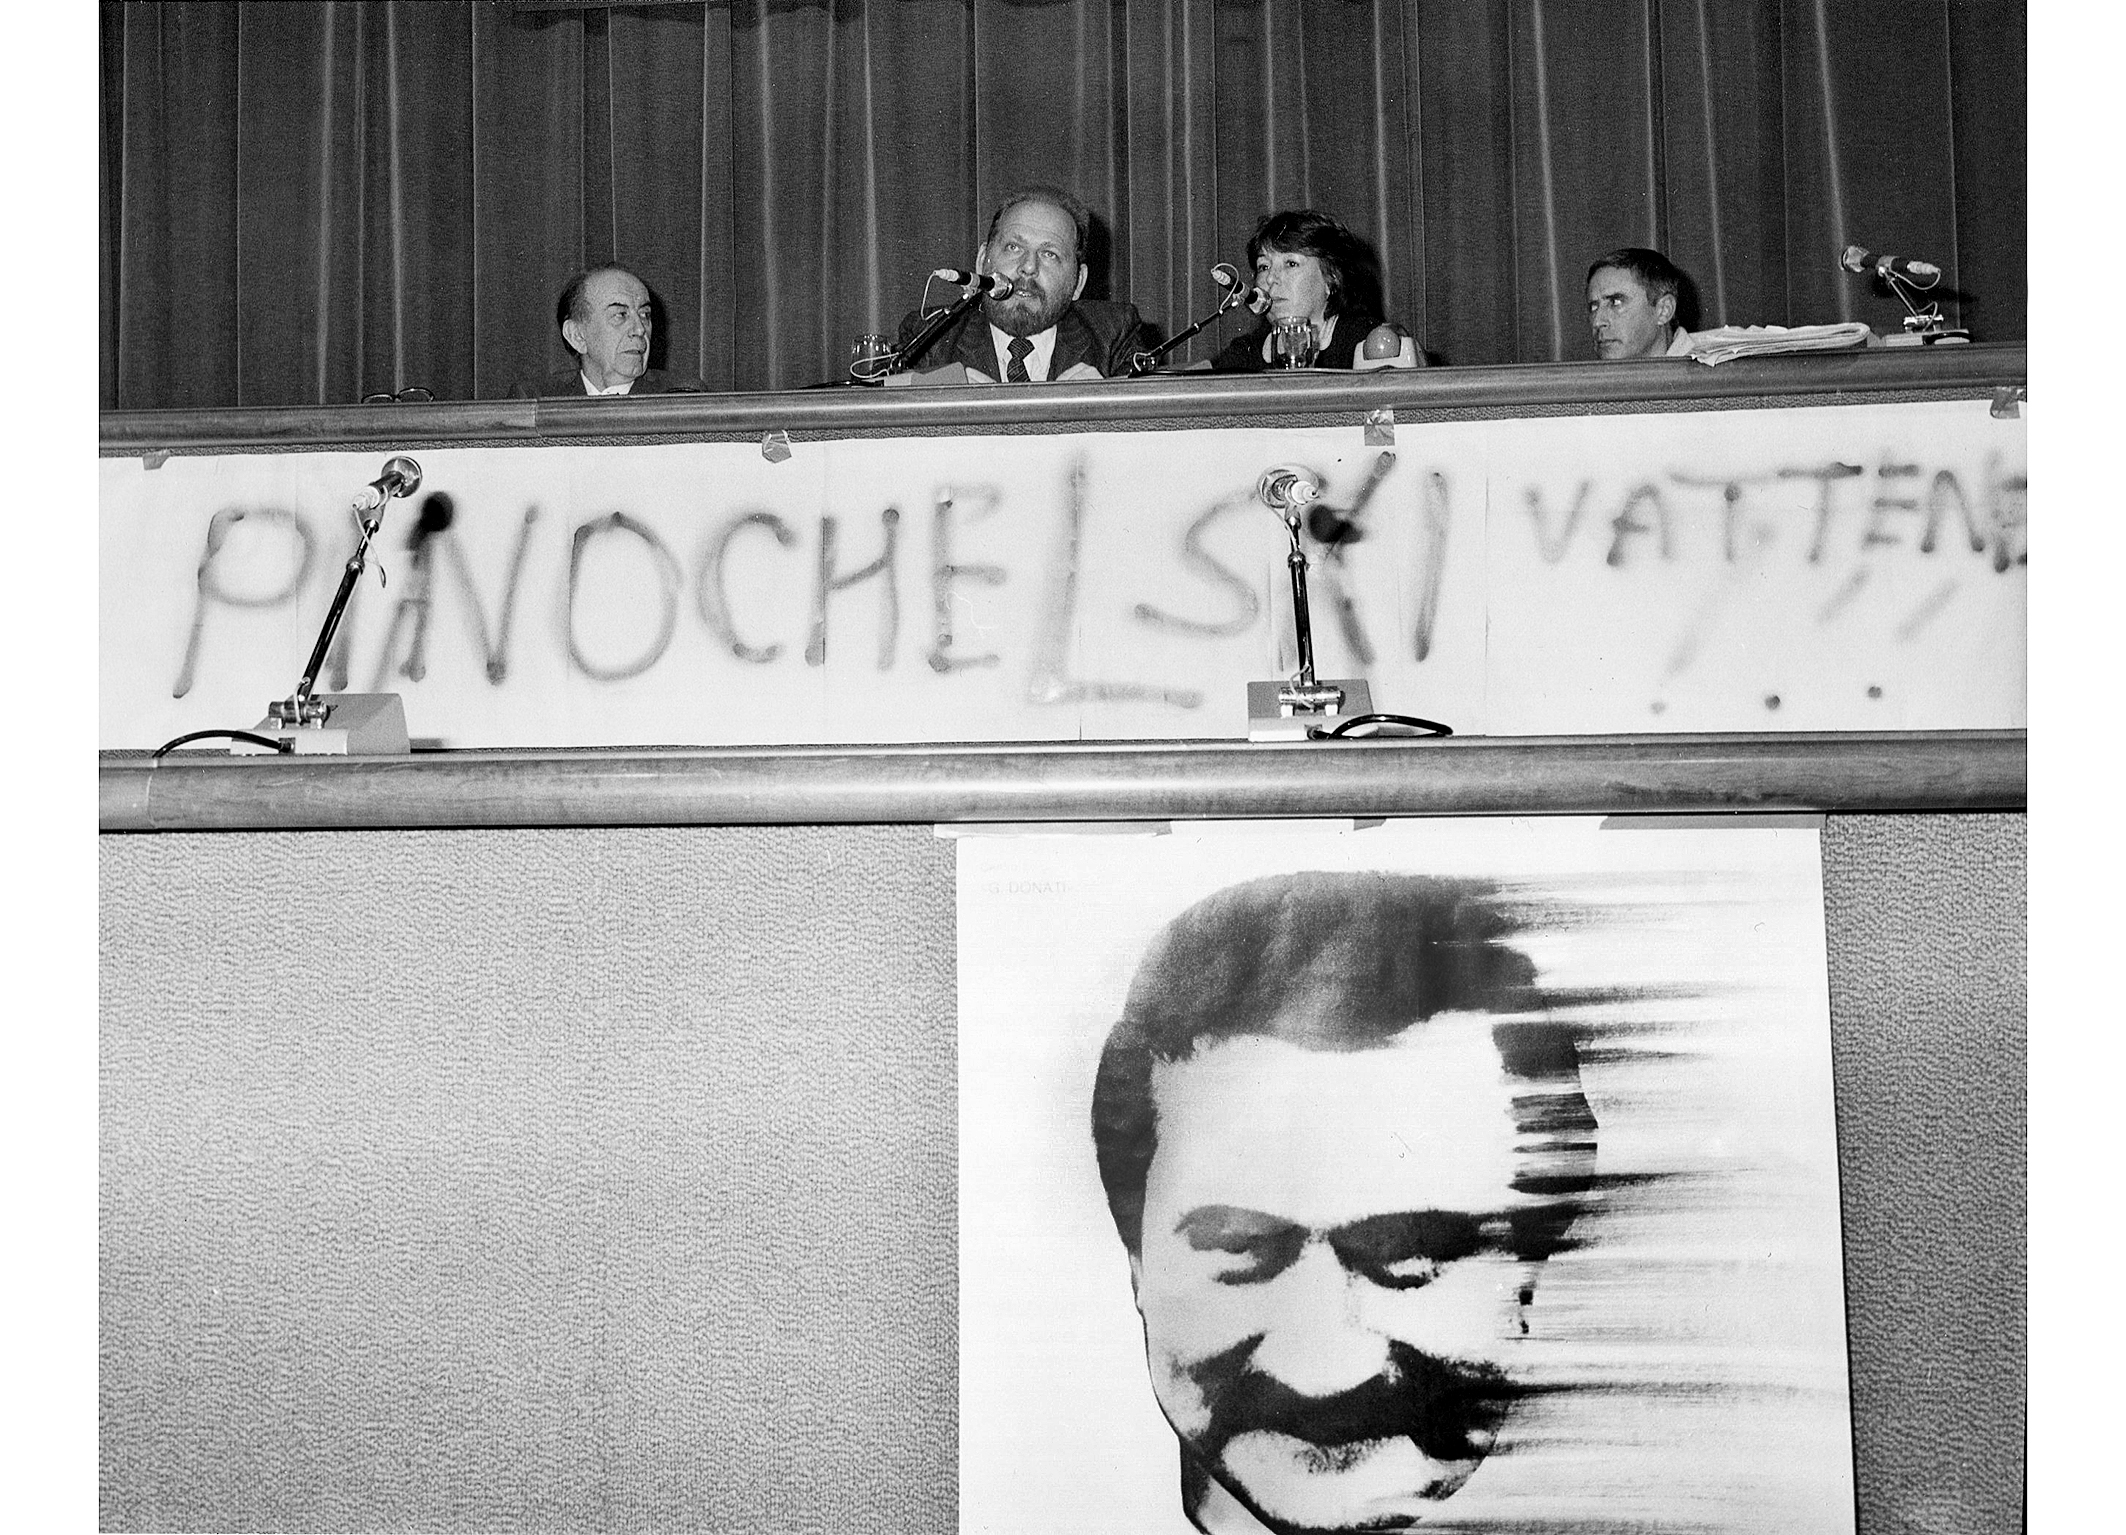 PINOCHELSKI VATTENE!!!
G. DONATI